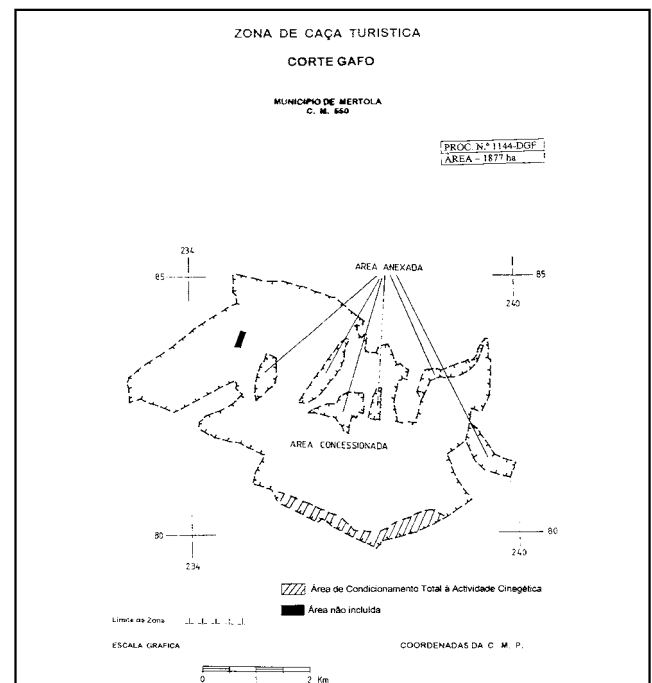 ZONA DE CAÇA TURISTICA
CORTE GAFO
MUNICIPIO DE MERTOLA
C. M. 550
PROC. N.º 1144-DGF
ÁREA – 1877 ha
234
85
AREA ANEXADA
85
240
AREA CONCESSIONADA
80
234
80
240
Área de Condicionamento Total à Actividade Cinegética
Área não incluída
Limite da Zona
ESCALA GRAFICA
COORDENADAS DA C. M. P.
0 1 2 Km